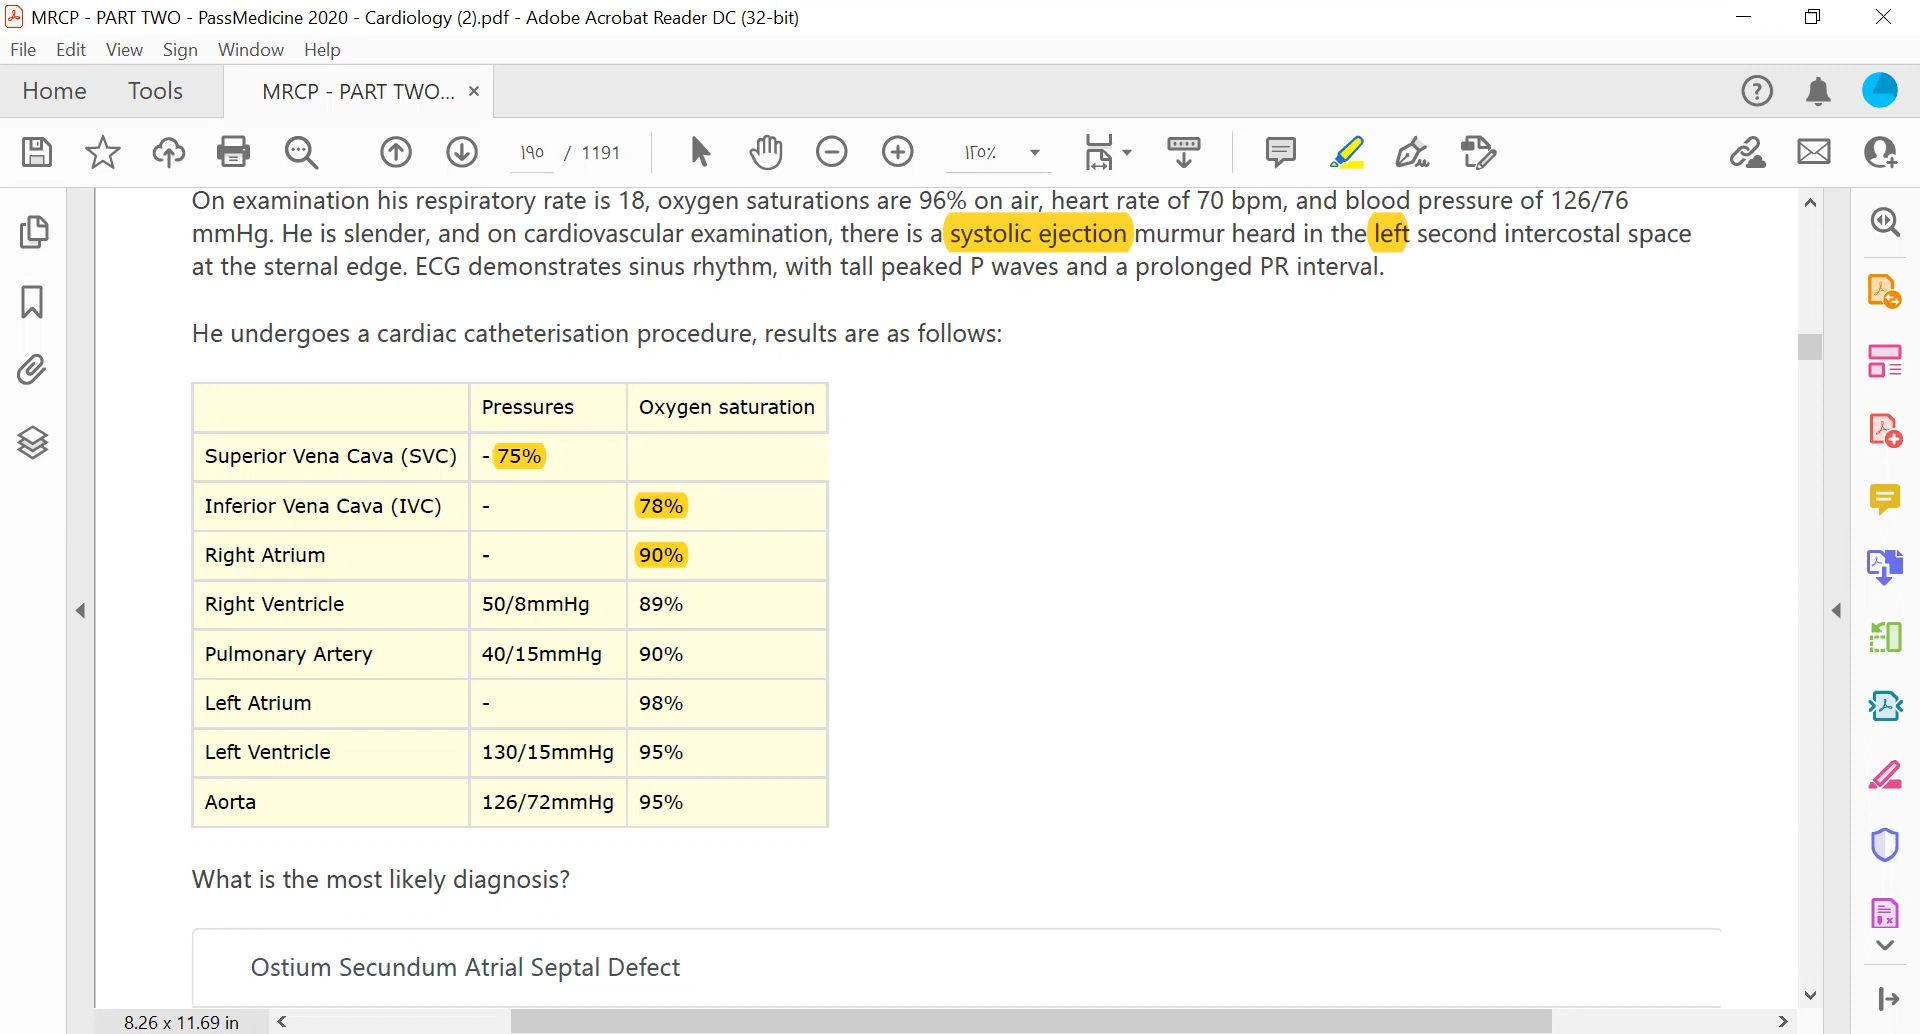 MRCP - PART TWO - PassMedicine 2020 - Cardiology (2).pdf - Adobe Acrobat Reader DC (32-bit)
File Edit View Sign Window Help
Home Tools MRCP - PART TWO... ×
١٩٥ / 1191 ١٢٥٪
On examination his respiratory rate is 18, oxygen saturations are 96% on air, heart rate of 70 bpm, and blood pressure of 126/76
mmHg. He is slender, and on cardiovascular examination, there is a systolic ejection murmur heard in the left second intercostal space
at the sternal edge. ECG demonstrates sinus rhythm, with tall peaked P waves and a prolonged PR interval.
He undergoes a cardiac catheterisation procedure, results are as follows:
Pressures Oxygen saturation
Superior Vena Cava (SVC) - 75%
Inferior Vena Cava (IVC) - 78%
Right Atrium - 90%
Right Ventricle 50/8mmHg 89%
Pulmonary Artery 40/15mmHg 90%
Left Atrium - 98%
Left Ventricle 130/15mmHg 95%
Aorta 126/72mmHg 95%
What is the most likely diagnosis?
Ostium Secundum Atrial Septal Defect
8.26 x 11.69 in